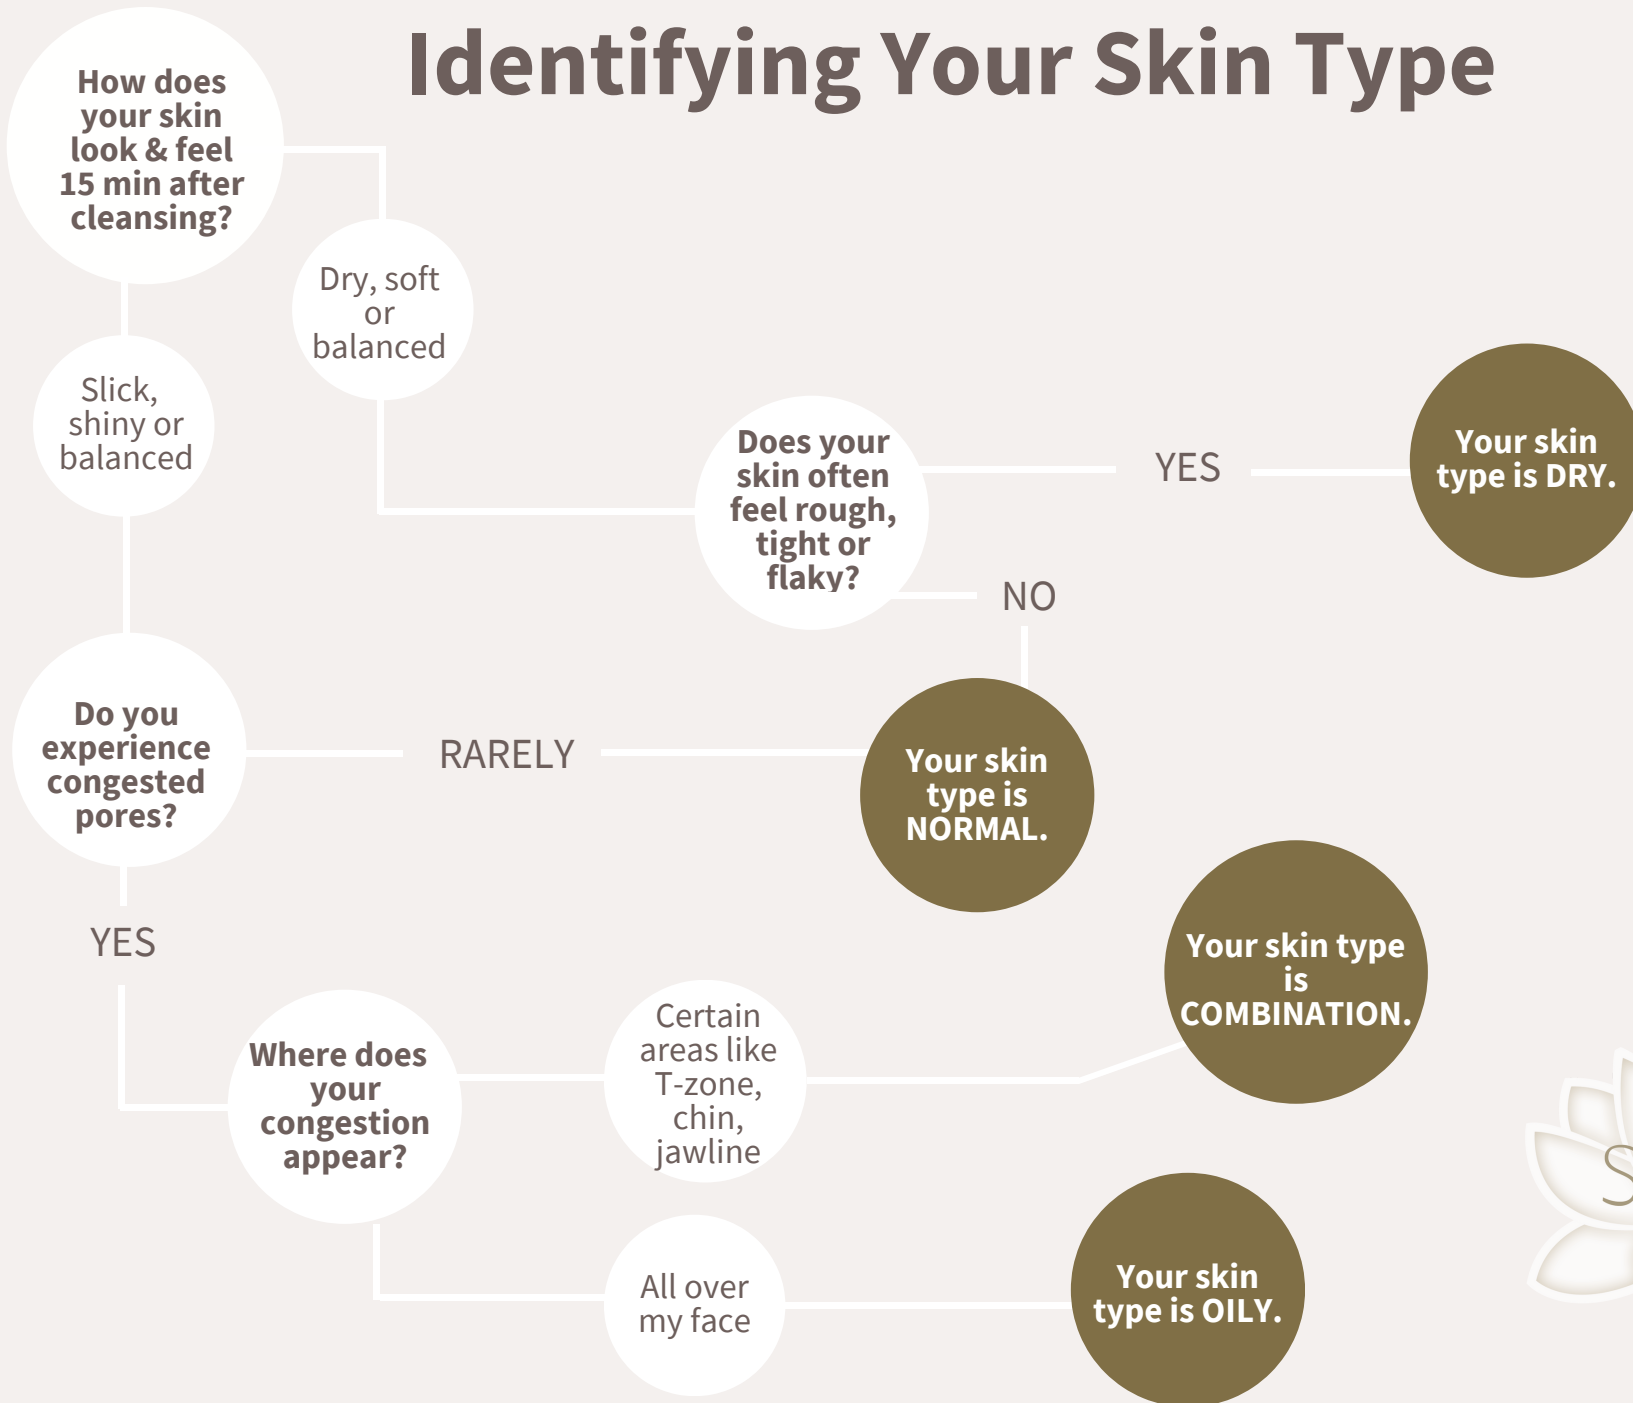 Identifying Your Skin Type
How does
your skin
look & feel
15 min after
cleansing?
Dry, soft
or
balanced
Slick,
shiny or
balanced
Does your
skin often
feel rough,
tight or
flaky?
YES
Your skin
type is DRY.
NO
Do you
experience
congested
pores?
RARELY
Your skin
type is
NORMAL.
YES
Where does
your
congestion
appear?
Certain
areas like
T-zone,
chin,
jawline
Your skin type
is
COMBINATION.
All over
my face
Your skin
type is OILY.
S